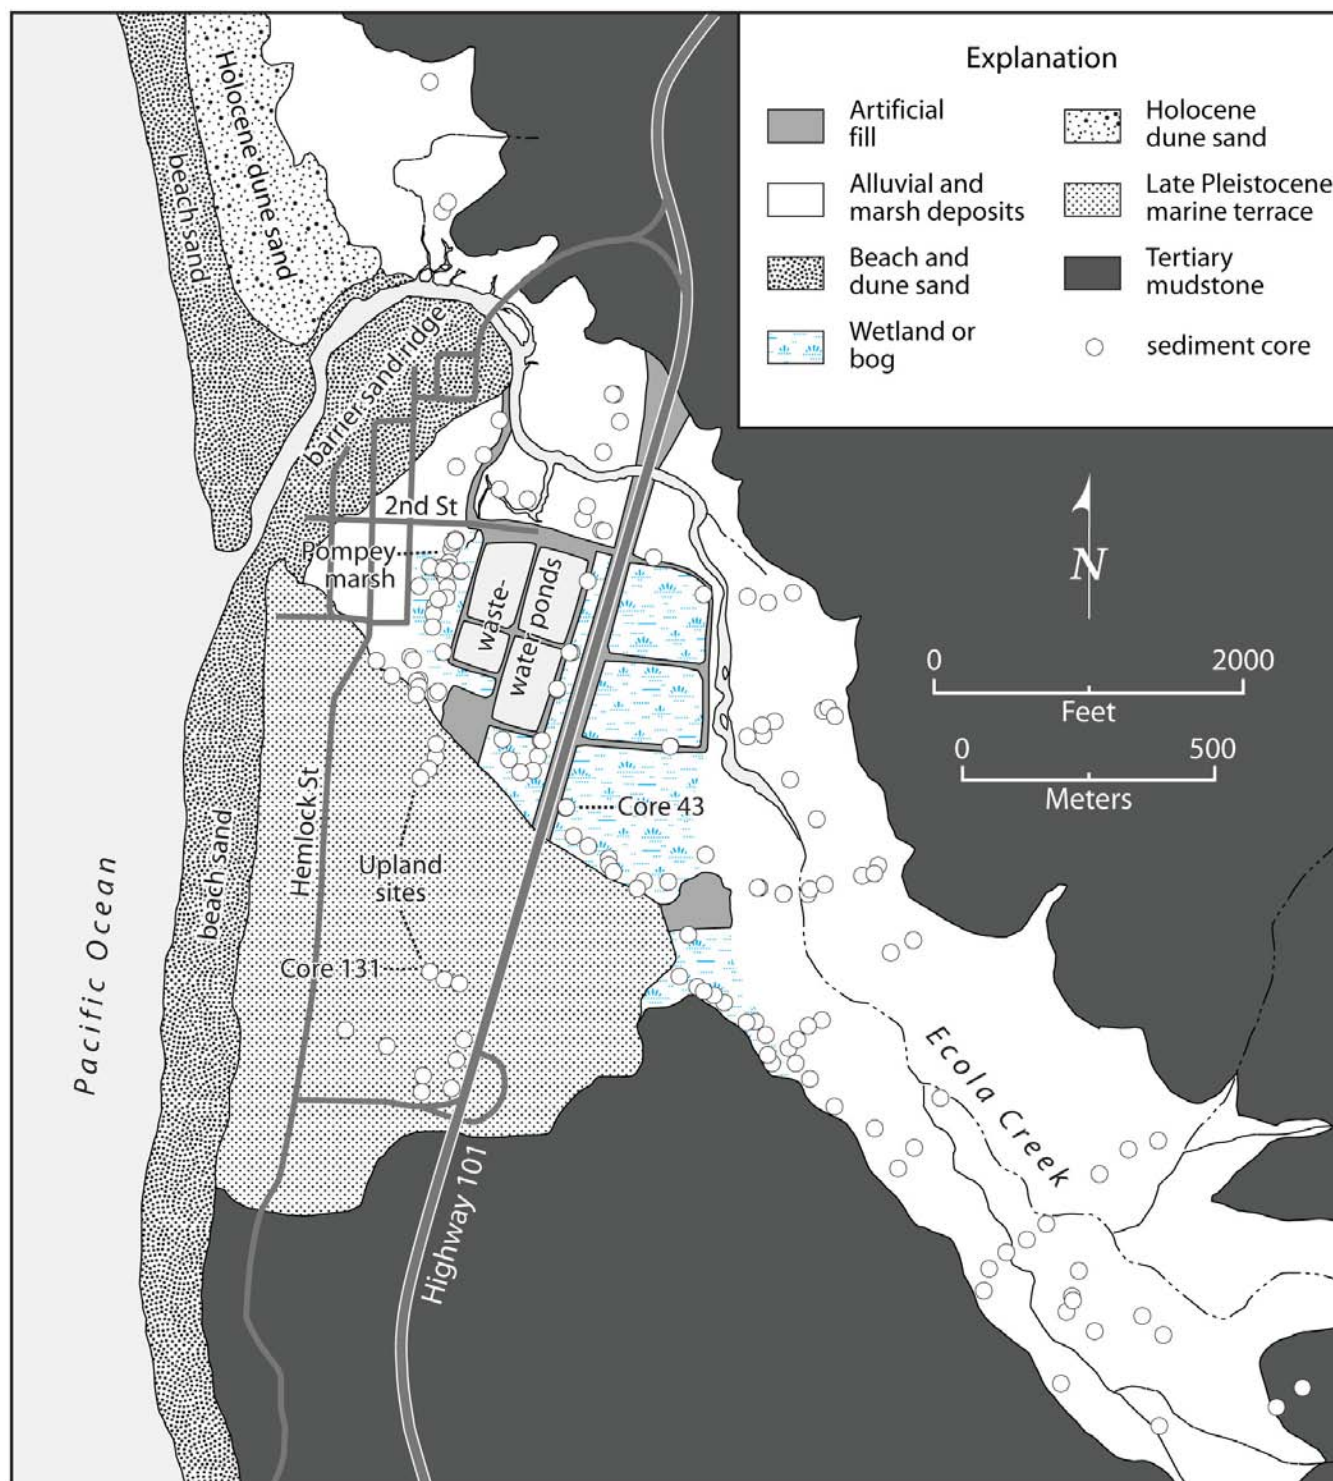 Explanation
Artificial
fill
Alluvial and
marsh deposits
Beach and
dune sand
Wetland or
bog
Holocene
dune sand
Late Pleistocene
marine terrace
Tertiary
mudstone
sediment core
Holocene dune sand
beach sand
barrier sandridge
2nd St
Pompey
marsh
waste-
water ponds
N
0 2000
Feet
0 500
Meters
Core 43
Hemlock St
Upland
sites
beach sand
Core 131
Pacific Ocean
Ecola Creek
Highway 101